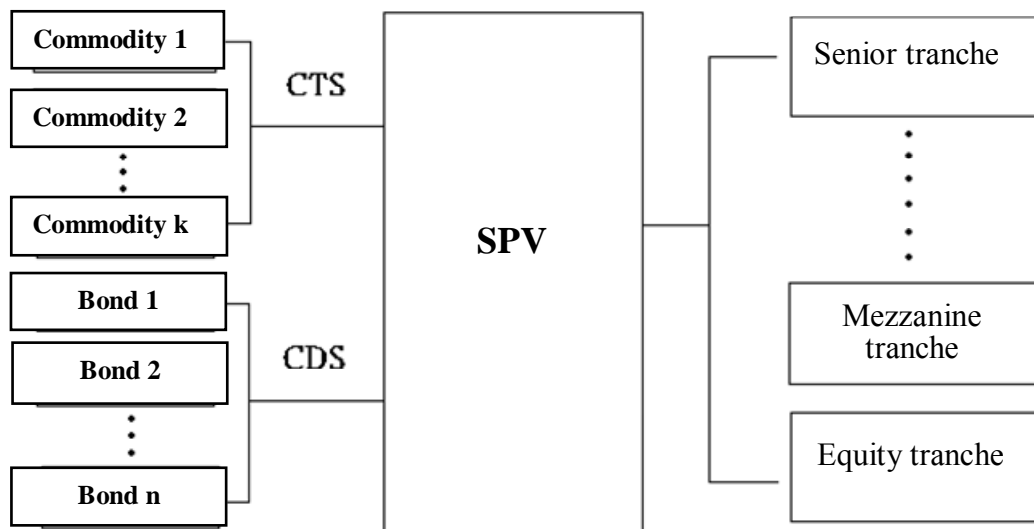 Commodity 1
Commodity 2
Commodity k
Bond 1
Bond 2
Bond n
CTS
CDS
SPV
Senior tranche
Mezzanine
tranche
Equity tranche